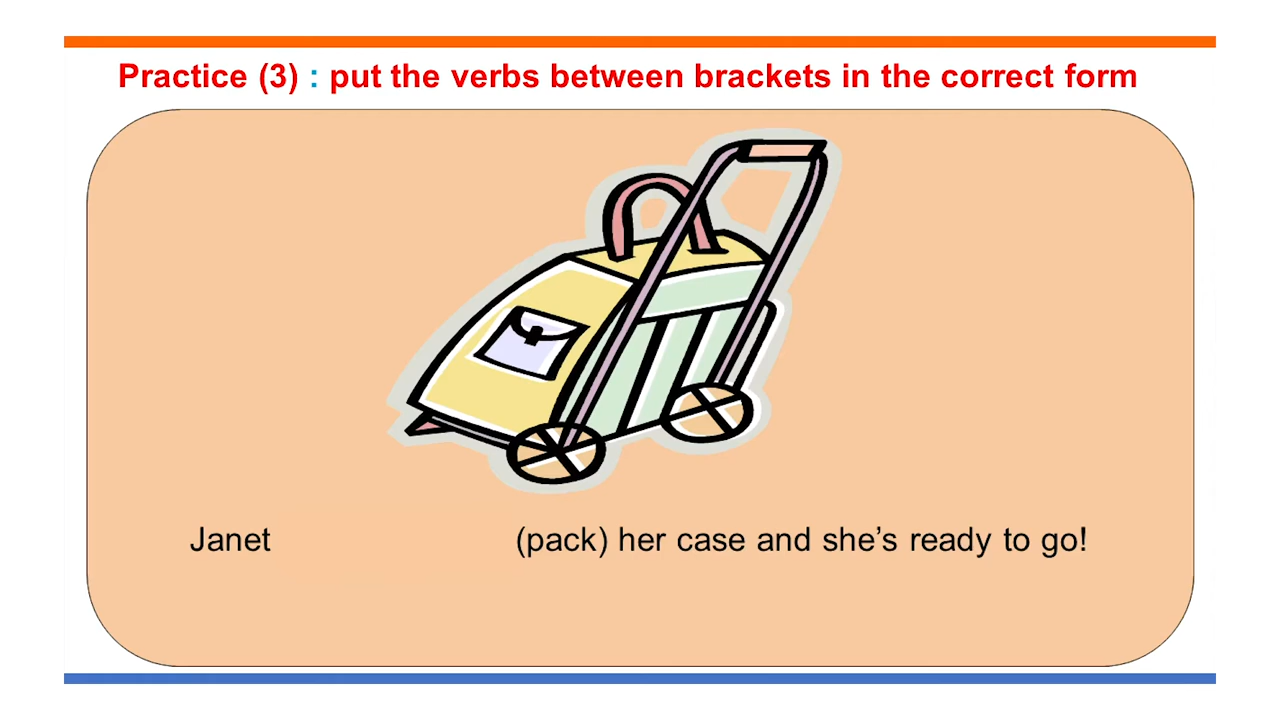 Practice (3) : put the verbs between brackets in the correct form
Janet (pack) her case and she’s ready to go!